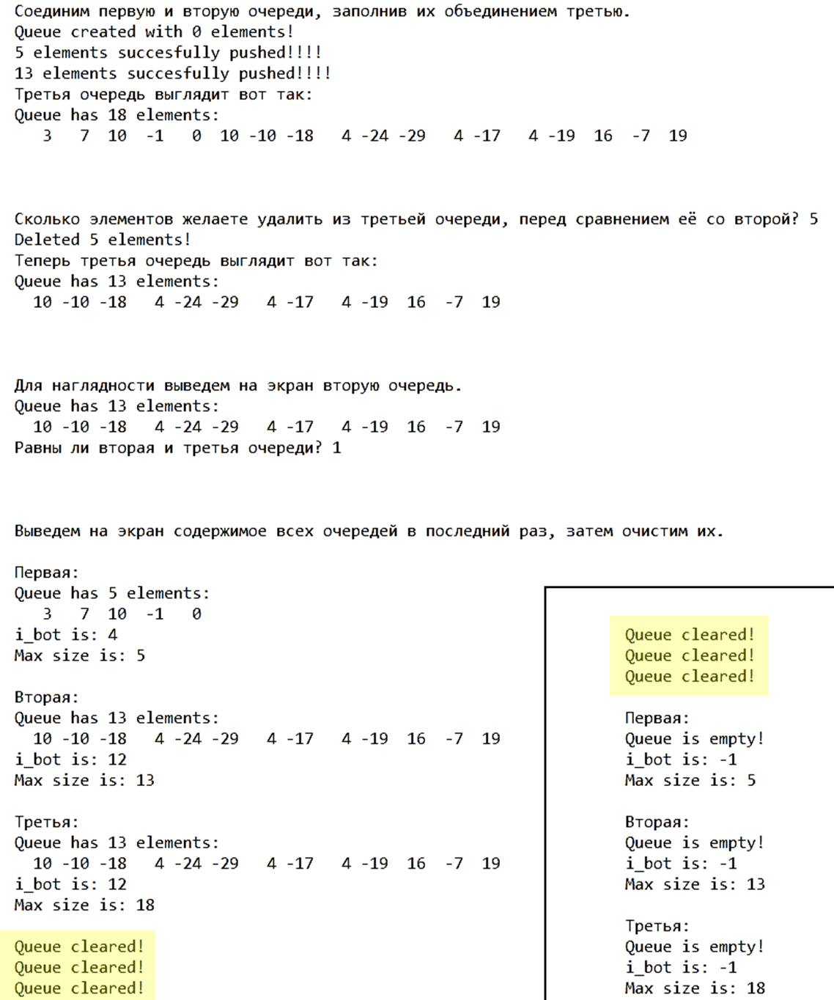 Соединим первую и вторую очереди, заполнив их объединением третью.
Queue created with 0 elements!
5 elements succesfully pushed!!!!
13 elements succesfully pushed!!!!
Третья очередь выглядит вот так:
Queue has 18 elements:
3 7 10 -1 0 10 -10 -18 4 -24 -29 4 -17 4 -19 16 -7 19
Сколько элементов желаете удалить из третьей очереди, перед сравнением её со второй? 5
Deleted 5 elements!
Теперь третья очередь выглядит вот так:
Queue has 13 elements:
10 -10 -18 4 -24 -29 4 -17 4 -19 16 -7 19
Для наглядности выведем на экран вторую очередь.
Queue has 13 elements:
10 -10 -18 4 -24 -29 4 -17 4 -19 16 -7 19
Равны ли вторая и третья очереди? 1
Выведем на экран содержимое всех очередей в последний раз, затем очистим их.
Первая:
Queue has 5 elements:
3 7 10 -1 0
i_bot is: 4
Max size is: 5
Вторая:
Queue has 13 elements:
10 -10 -18 4 -24 -29 4 -17 4 -19 16 -7 19
i_bot is: 12
Max size is: 13
Третья:
Queue has 13 elements:
10 -10 -18 4 -24 -29 4 -17 4 -19 16 -7 19
i_bot is: 12
Max size is: 18
Queue cleared!
Queue cleared!
Queue cleared!
Queue cleared!
Queue cleared!
Queue cleared!
Первая:
Queue is empty!
i_bot is: -1
Max size is: 5
Вторая:
Queue is empty!
i_bot is: -1
Max size is: 13
Третья:
Queue is empty!
i_bot is: -1
Max size is: 18